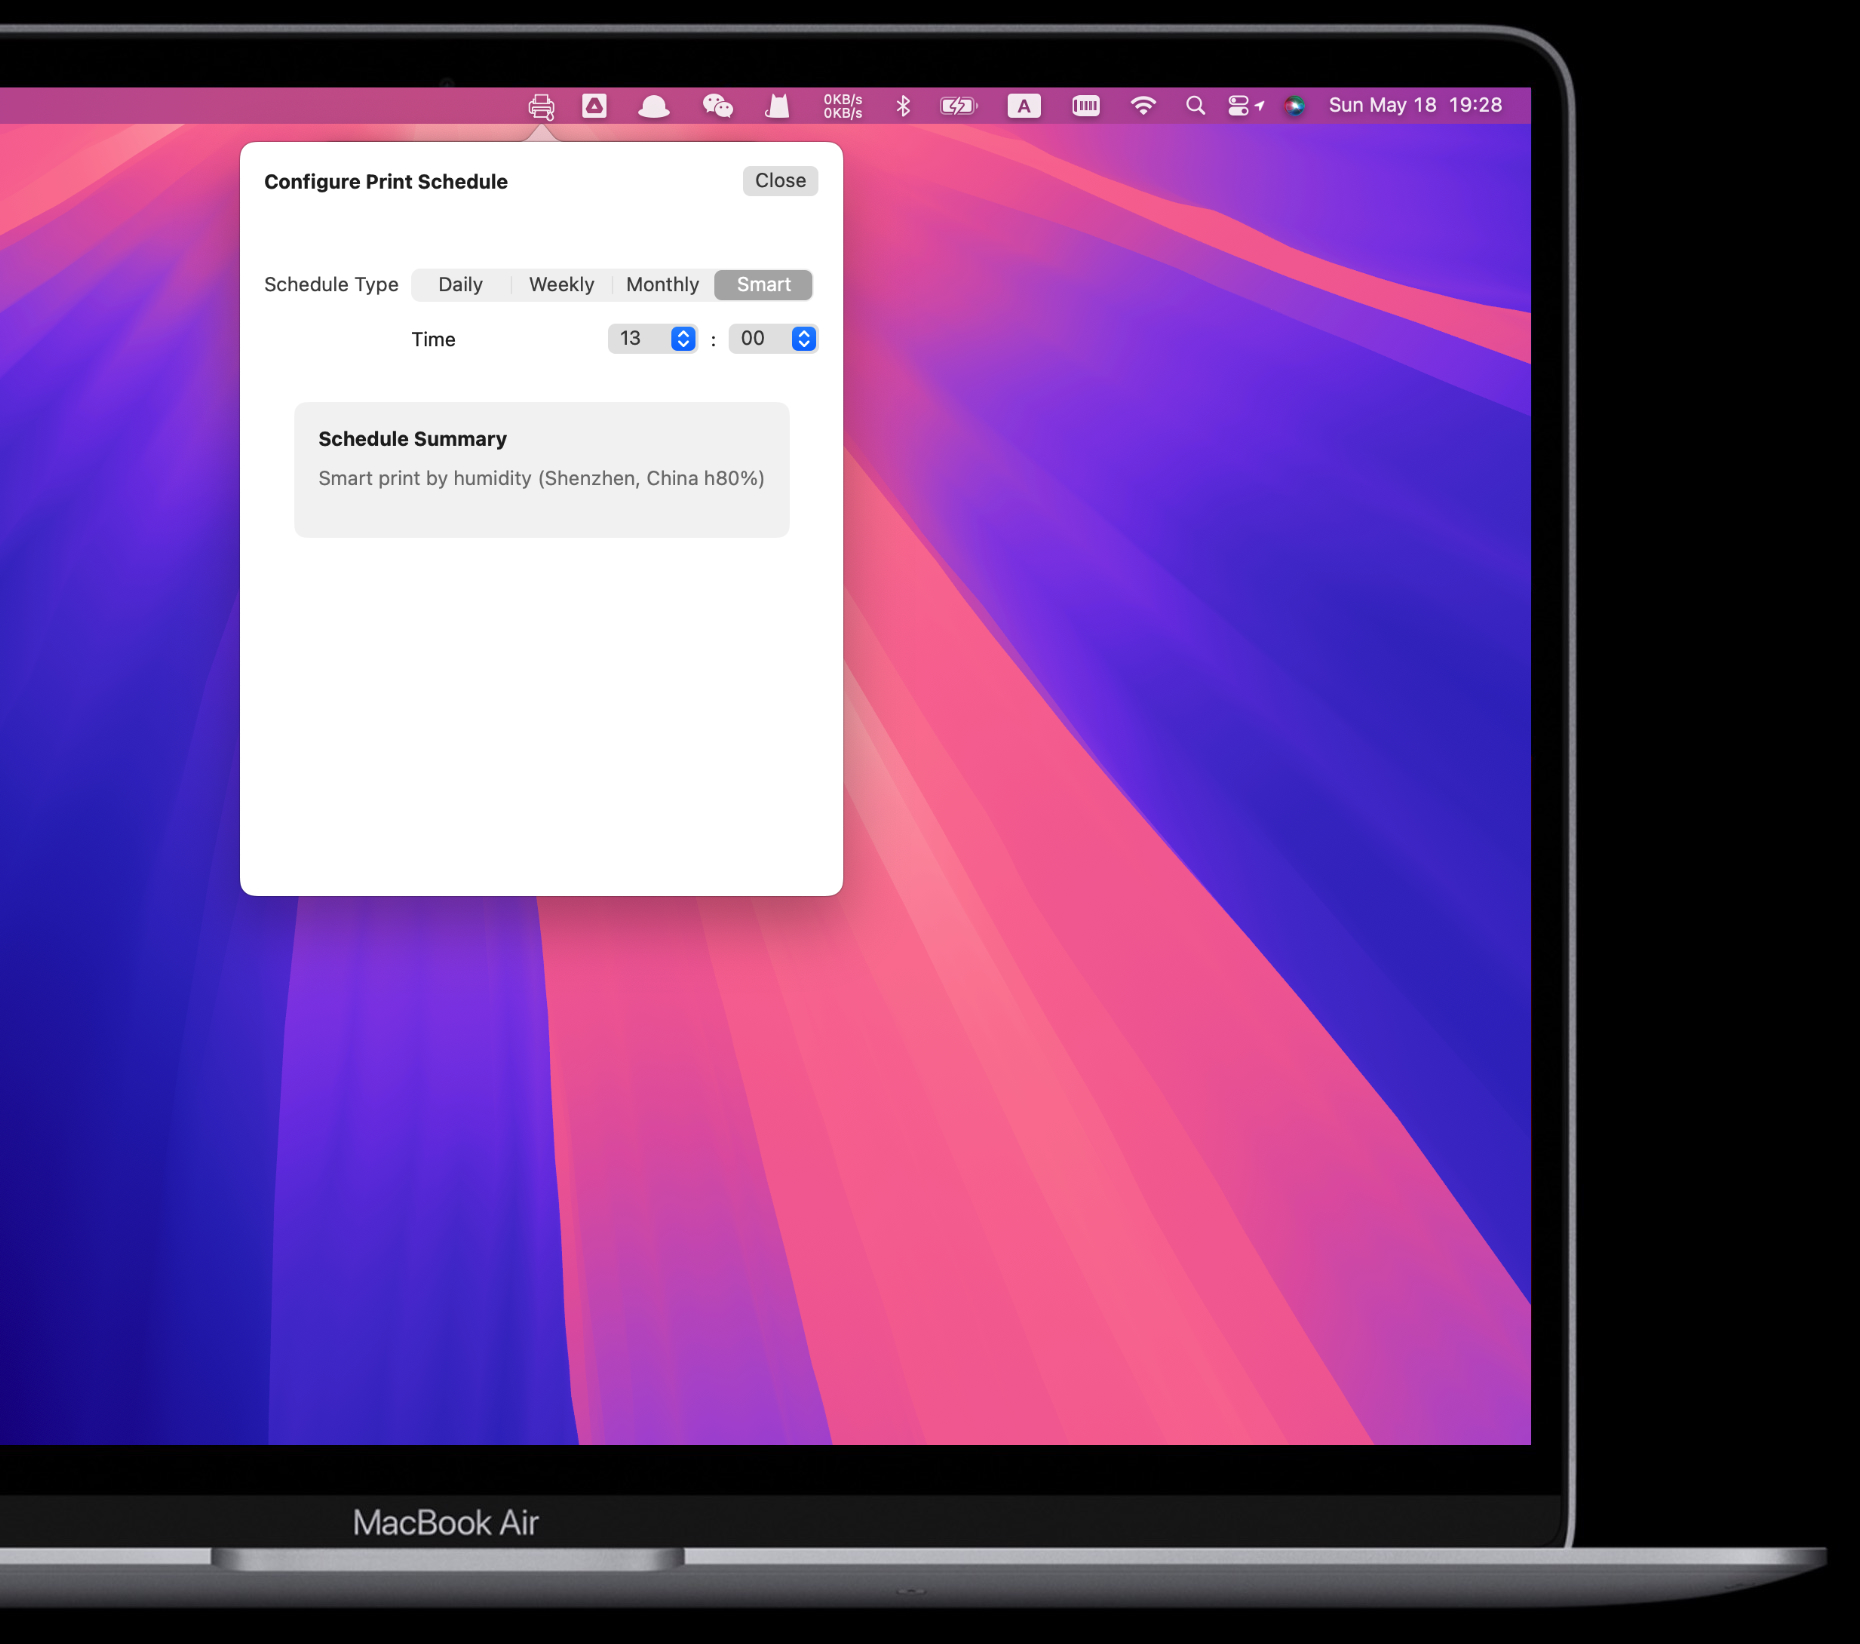 0KB/s
0KB/s
A
Sun May 18 19:28
Configure Print Schedule
Close
Schedule Type
Daily
Weekly
Monthly
Smart
Time
13 : 00
Schedule Summary
Smart print by humidity (Shenzhen, China h80%)
MacBook Air